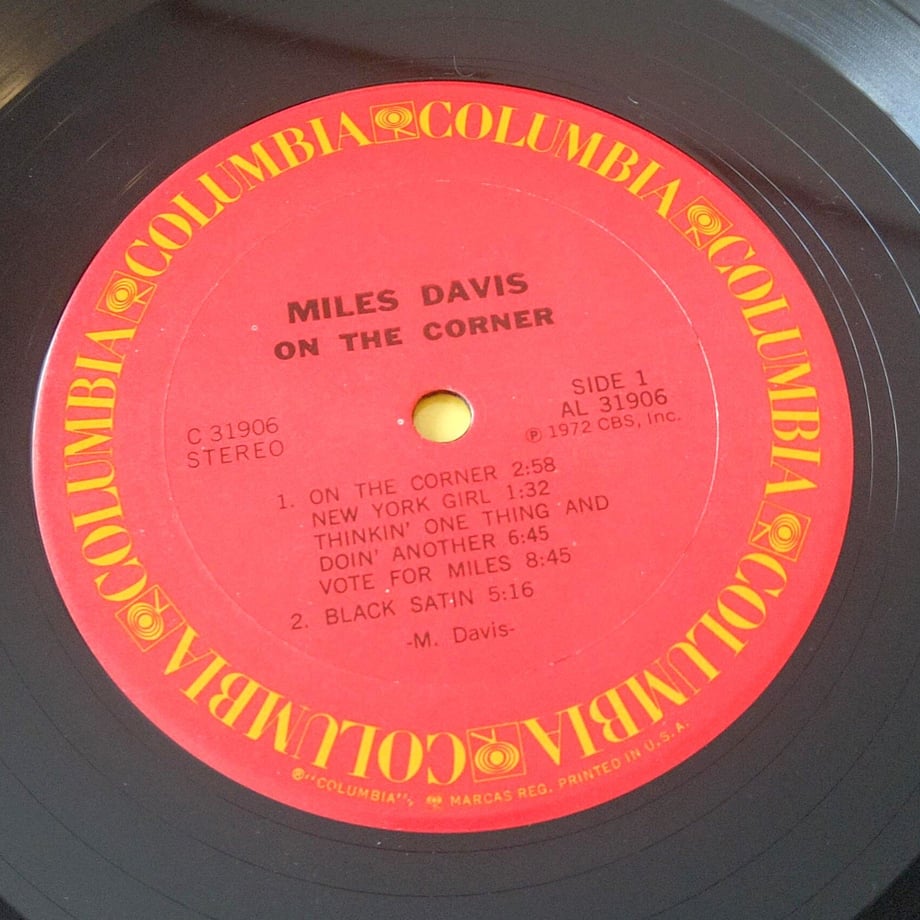 COLUMBIA COLUMBIA COLUMBIA COLUMBIA COLUMBIA COLUMBIA
MILES DAVIS
ON THE CORNER
C 31906
STEREO
SIDE 1
AL 31906
Ⓟ 1972 CBS, Inc.
1. ON THE CORNER 2:58
NEW YORK GIRL 1:32
THINKIN' ONE THING AND
DOIN' ANOTHER 6:45
VOTE FOR MILES 8:45
2. BLACK SATIN 5:16
-M. Davis-
®"COLUMBIA", MARCAS REG. PRINTED IN U.S.A.